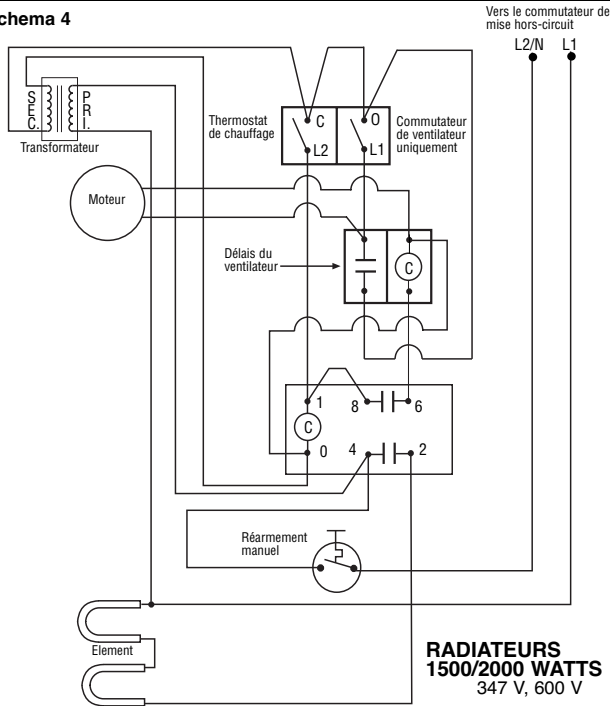 chema 4
Vers le commutateur de
mise hors-circuit
L2/N L1
S
E
C.
P
R
I.
Transformateur
Thermostat
de chauffage
C
L2
O
L1
Commutateur
de ventilateur
uniquement
Moteur
Délais du
ventilateur
C
1
8
6
C
0
4
2
Réarmement
manuel
Element
RADIATEURS
1500/2000 WATTS
347 V, 600 V